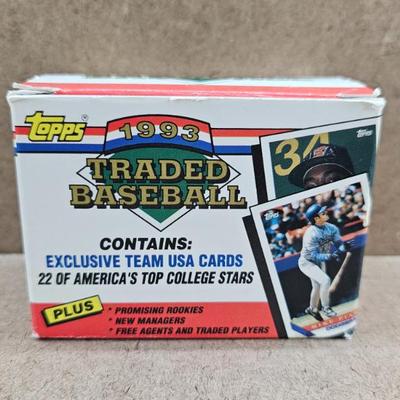 topps
1993
TRADED
BASEBALL
CONTAINS:
EXCLUSIVE TEAM USA CARDS
22 OF AMERICA'S TOP COLLEGE STARS
PLUS
* PROMISING ROOKIES
* NEW MANAGERS
* FREE AGENTS AND TRADED PLAYERS
34
Topps